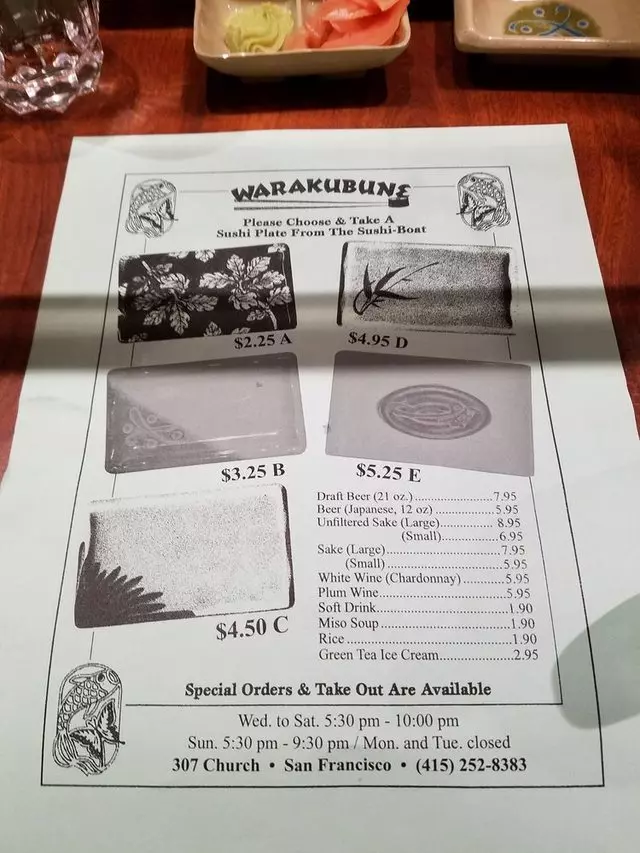 WARAKUBUNE
Please Choose & Take A
Sushi Plate From The Sushi-Boat
$2.25 A
$4.95 D
$3.25 B
$5.25 E
$4.50 C
Draft Beer (21 oz.)..........................7.95
Beer (Japanese, 12 oz) ..................5.95
Unfiltered Sake (Large)................ 8.95
(Small)................6.95
Sake (Large)...................................7.95
(Small)...................................5.95
White Wine (Chardonnay)............5.95
Plum Wine......................................5.95
Soft Drink.......................................1.90
Miso Soup.......................................1.90
Rice.................................................1.90
Green Tea Ice Cream......................2.95
Special Orders & Take Out Are Available
Wed. to Sat. 5:30 pm - 10:00 pm
Sun. 5:30 pm - 9:30 pm / Mon. and Tue. closed
307 Church • San Francisco • (415) 252-8383